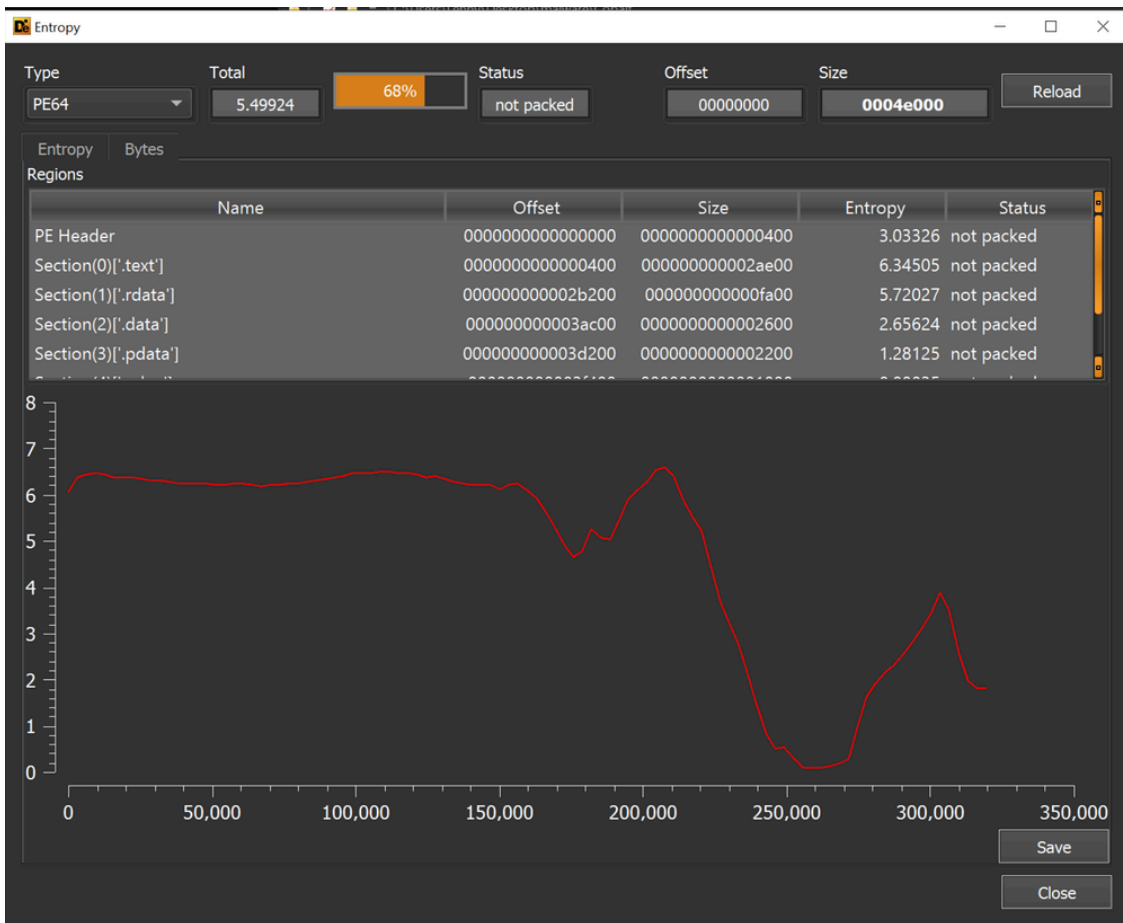 Entropy
Type Total Status Offset Size
PE64 5.49924 68% not packed 00000000 0004e000 Reload
Entropy Bytes
Regions
Name Offset Size Entropy Status
PE Header 0000000000000000 0000000000000400 3.03326 not packed
Section(0)['.text'] 0000000000000400 000000000002ae00 6.34505 not packed
Section(1)['.rdata'] 000000000002b200 000000000000fa00 5.72027 not packed
Section(2)['.data'] 000000000003ac00 0000000000002600 2.65624 not packed
Section(3)['.pdata'] 000000000003d200 0000000000002200 1.28125 not packed
8
7
6
5
4
3
2
1
0
0 50,000 100,000 150,000 200,000 250,000 300,000 350,000
Save
Close